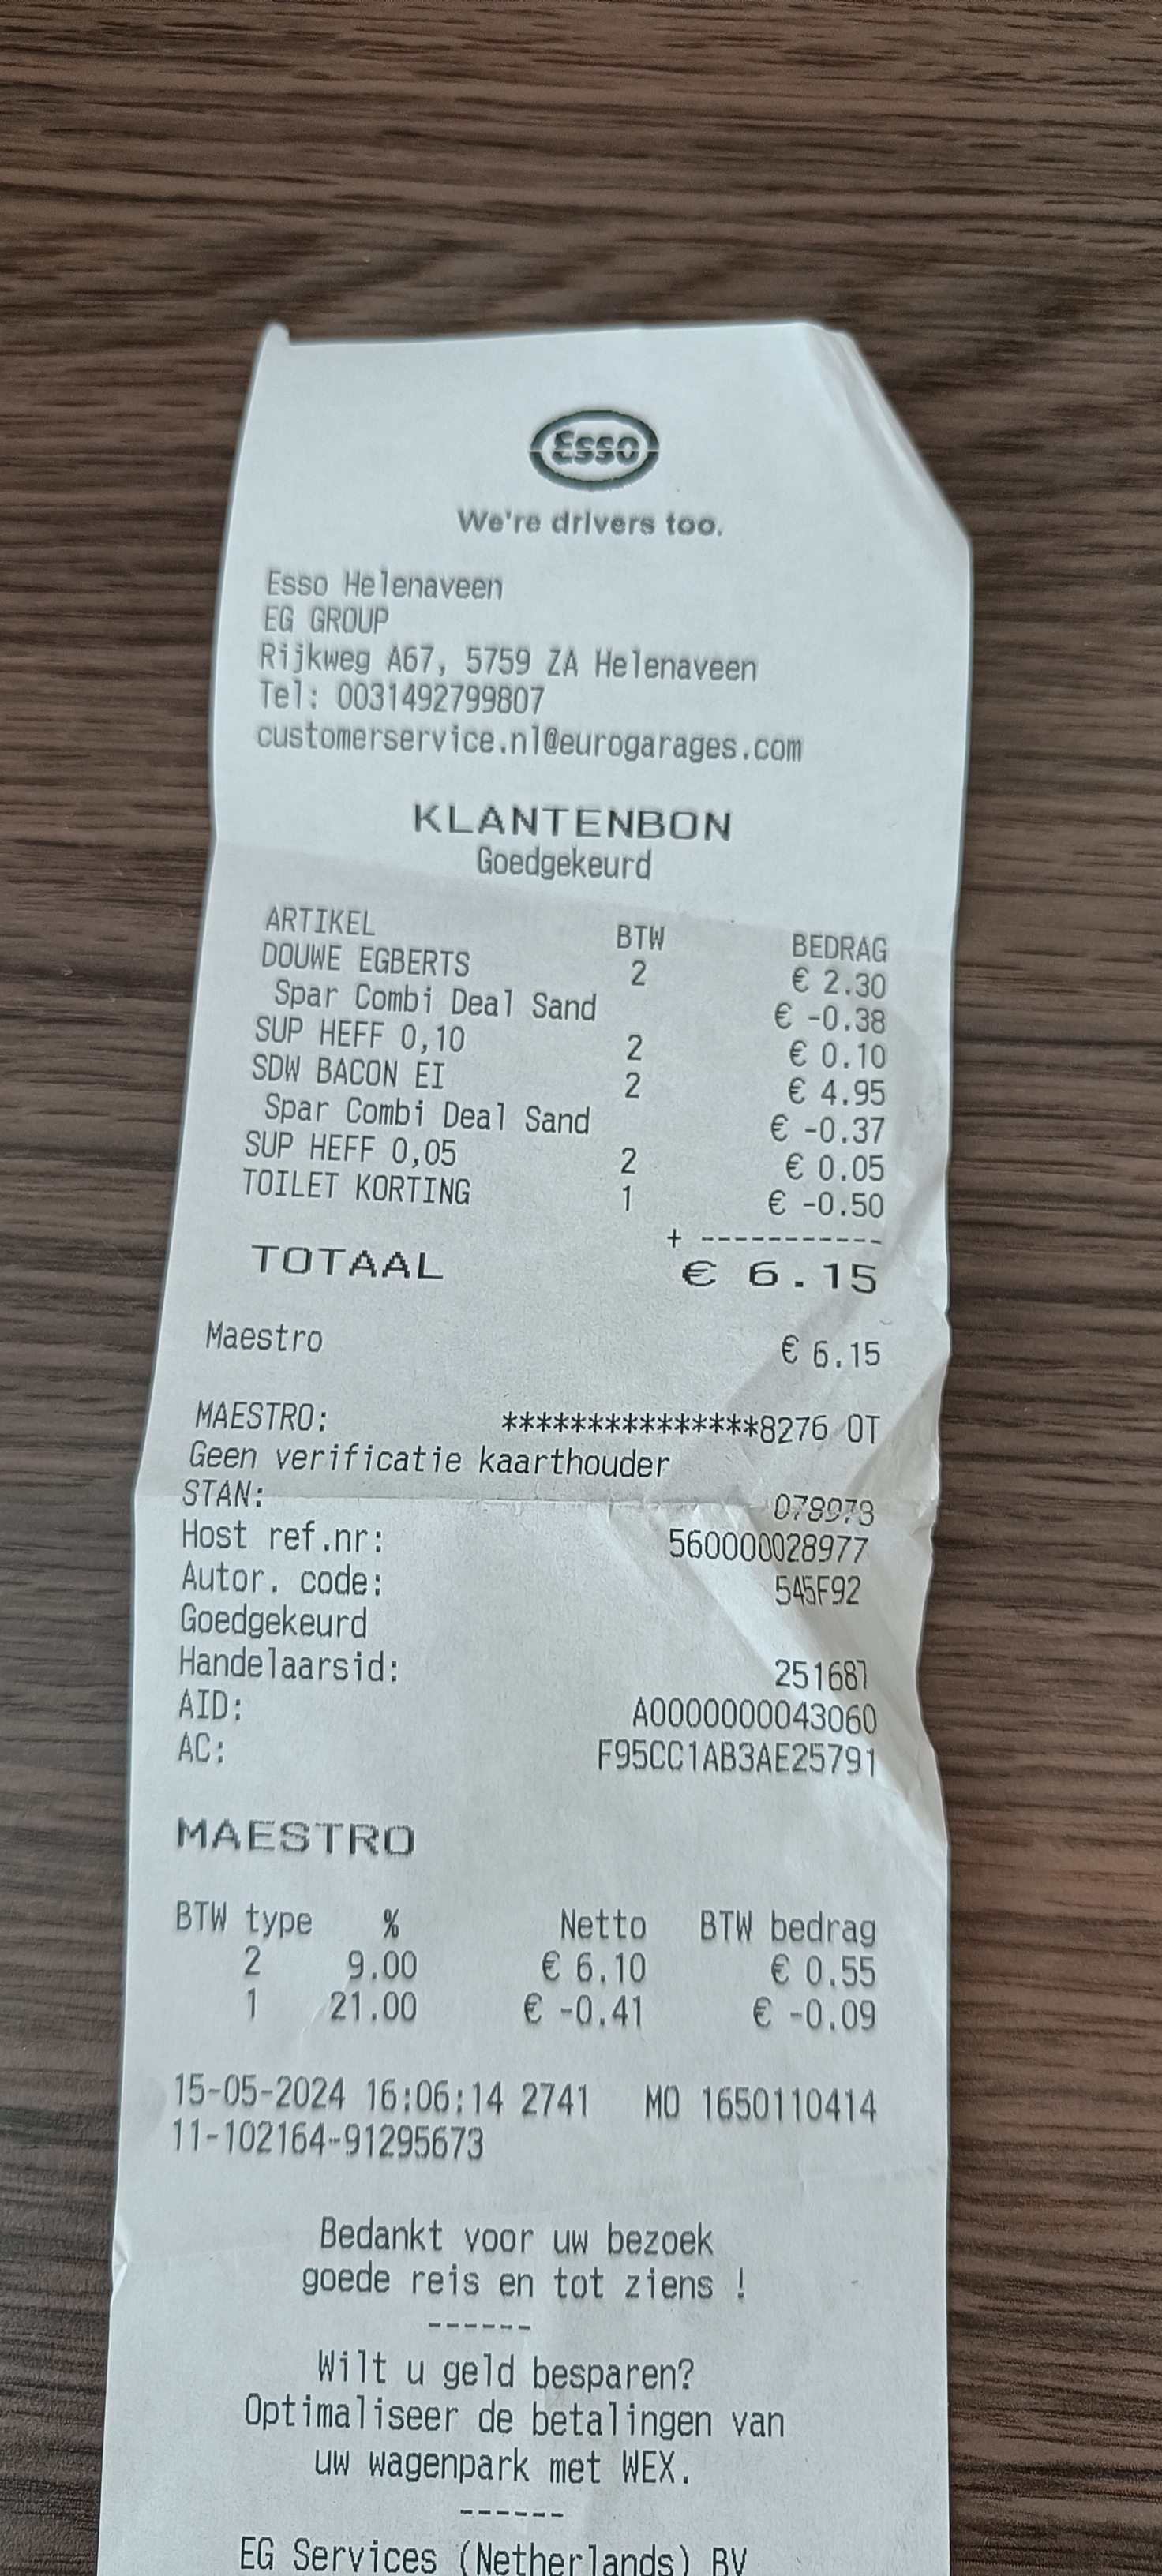 Esso
We're drivers too.
Esso Helenaveen
EG GROUP
Rijkweg A67, 5759 ZA Helenaveen
Tel: 0031492799807
customerservice.nl@eurogarages.com
KLANTENBON
Goedgekeurd
ARTIKEL BTW BEDRAG
DOUWE EGBERTS 2 € 2.30
Spar Combi Deal Sand € -0.38
SUP HEFF 0,10 2 € 0.10
SDW BACON EI 2 € 4.95
Spar Combi Deal Sand € -0.37
SUP HEFF 0,05 2 € 0.05
TOILET KORTING 1 € -0.50
+ -----------
TOTAAL € 6.15
Maestro € 6.15
MAESTRO: ***************8276 OT
Geen verificatie kaarthouder
STAN: 078973
Host ref.nr: 560000028977
Autor. code: 545F92
Goedgekeurd
Handelaarsid: 251687
AID: A0000000043060
AC: F95CC1AB3AE25791
MAESTRO
BTW type % Netto BTW bedrag
2 9.00 € 6.10 € 0.55
1 21.00 € -0.41 € -0.09
15-05-2024 16:06:14 2741 MO 1650110414
11-102164-91295673
Bedankt voor uw bezoek
goede reis en tot ziens !
------
Wilt u geld besparen?
Optimaliseer de betalingen van
uw wagenpark met WEX.
------
EG Services (Netherlands) BV